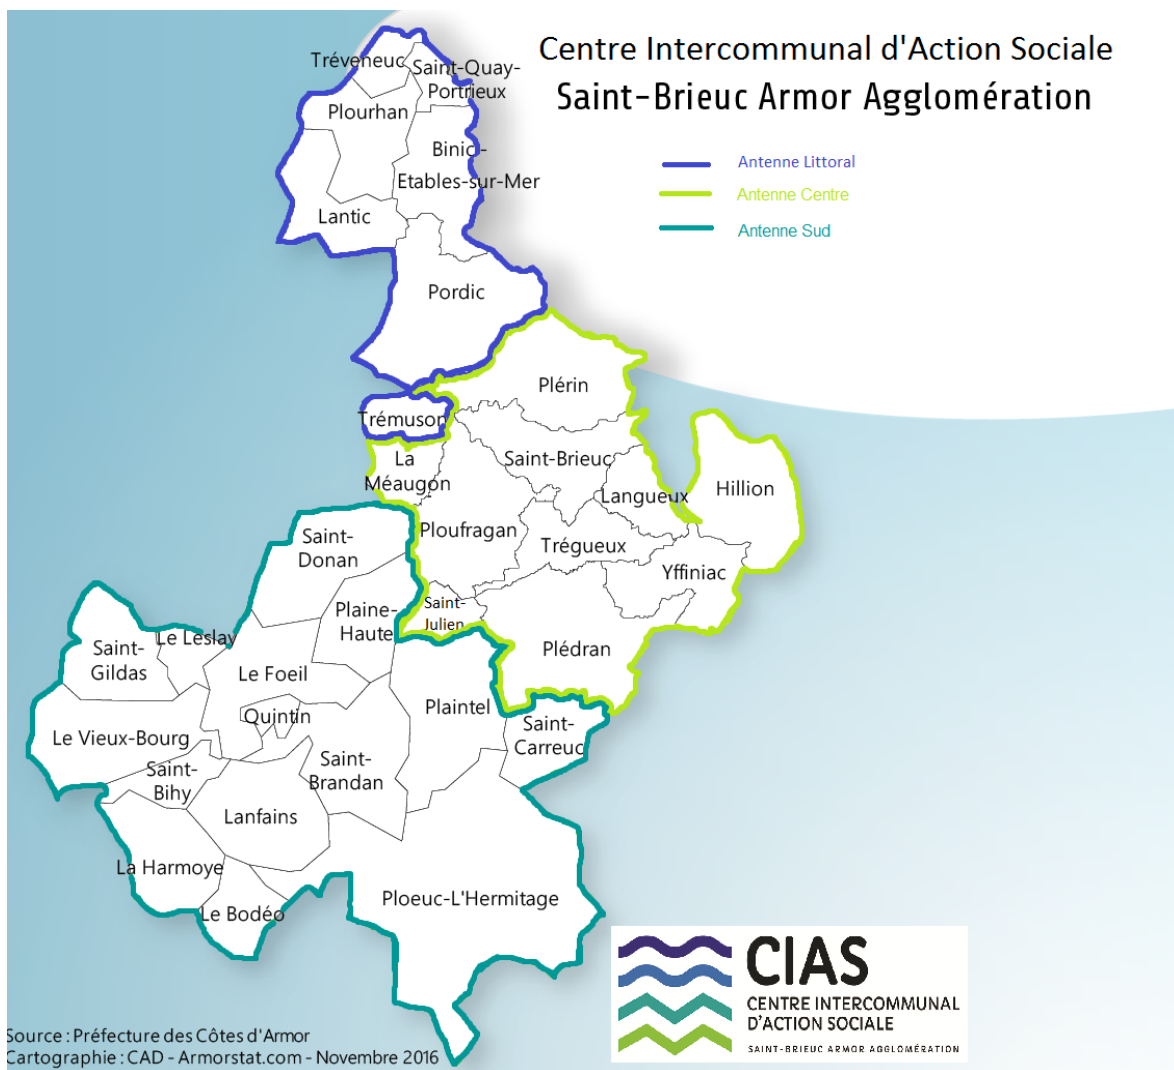 Centre Intercommunal d'Action Sociale
Saint-Brieuc Armor Agglomération
Antenne Littoral
Antenne Centre
Antenne Sud
Tréveneuc
Saint-Quay-
Portrieux
Plourhan
Binic-
Etables-sur-Mer
Lantic
Pordic
Plérin
Trémuson
La
Méaugon
Saint-Brieuc
Langueux
Hillion
Ploufragan
Trégueux
Yffiniac
Saint-
Donan
Saint-
Julien
Plaine-
Haute
Plédran
Saint-
Gildas
Le Leslay
Le Foeil
Quintin
Plaintel
Saint-
Carreuc
Le Vieux-Bourg
Saint-
Bihy
Saint-
Brandan
Lanfains
La Harmoye
Le Bodéo
Ploeuc-L'Hermitage
CIAS
CENTRE INTERCOMMUNAL
D'ACTION SOCIALE
SAINT-BRIEUC ARMOR AGGLOMÉRATION
Source : Préfecture des Côtes d'Armor
Cartographie : CAD - Armorstat.com - Novembre 2016